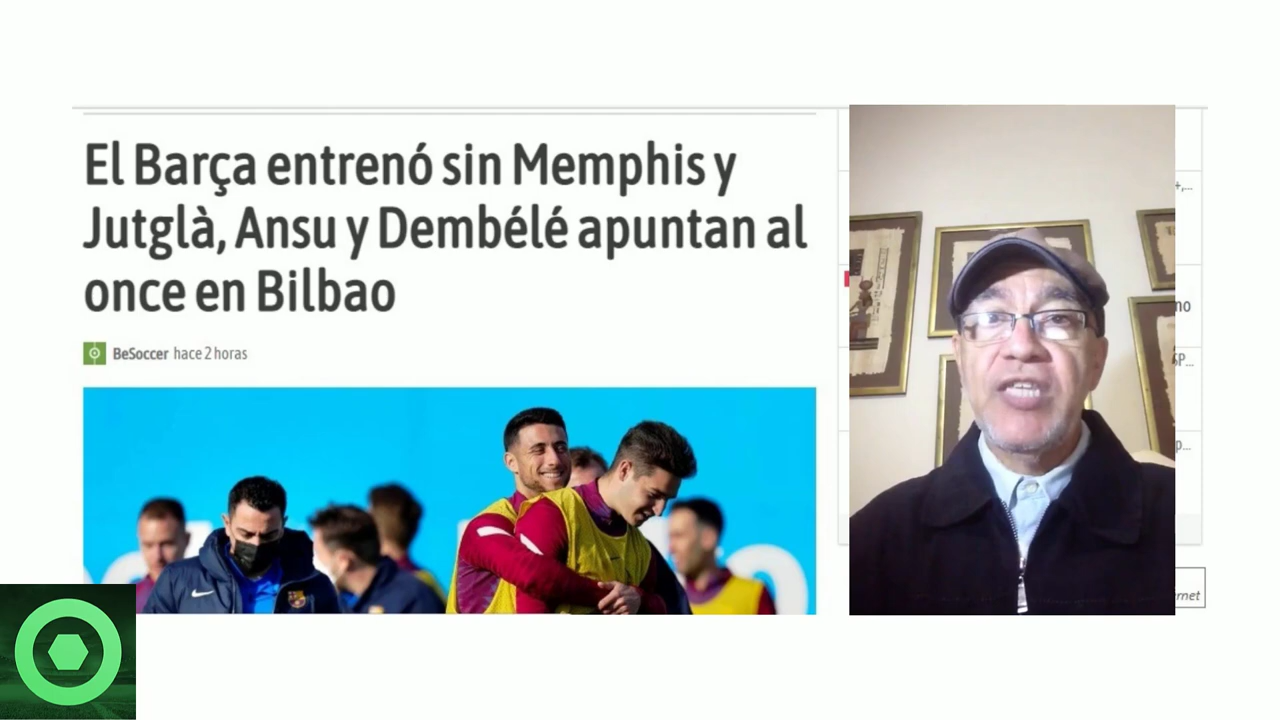 El Barça entrenó sin Memphis y
Jutglà, Ansu y Dembélé apuntan al
once en Bilbao
BeSoccer hace 2 horas